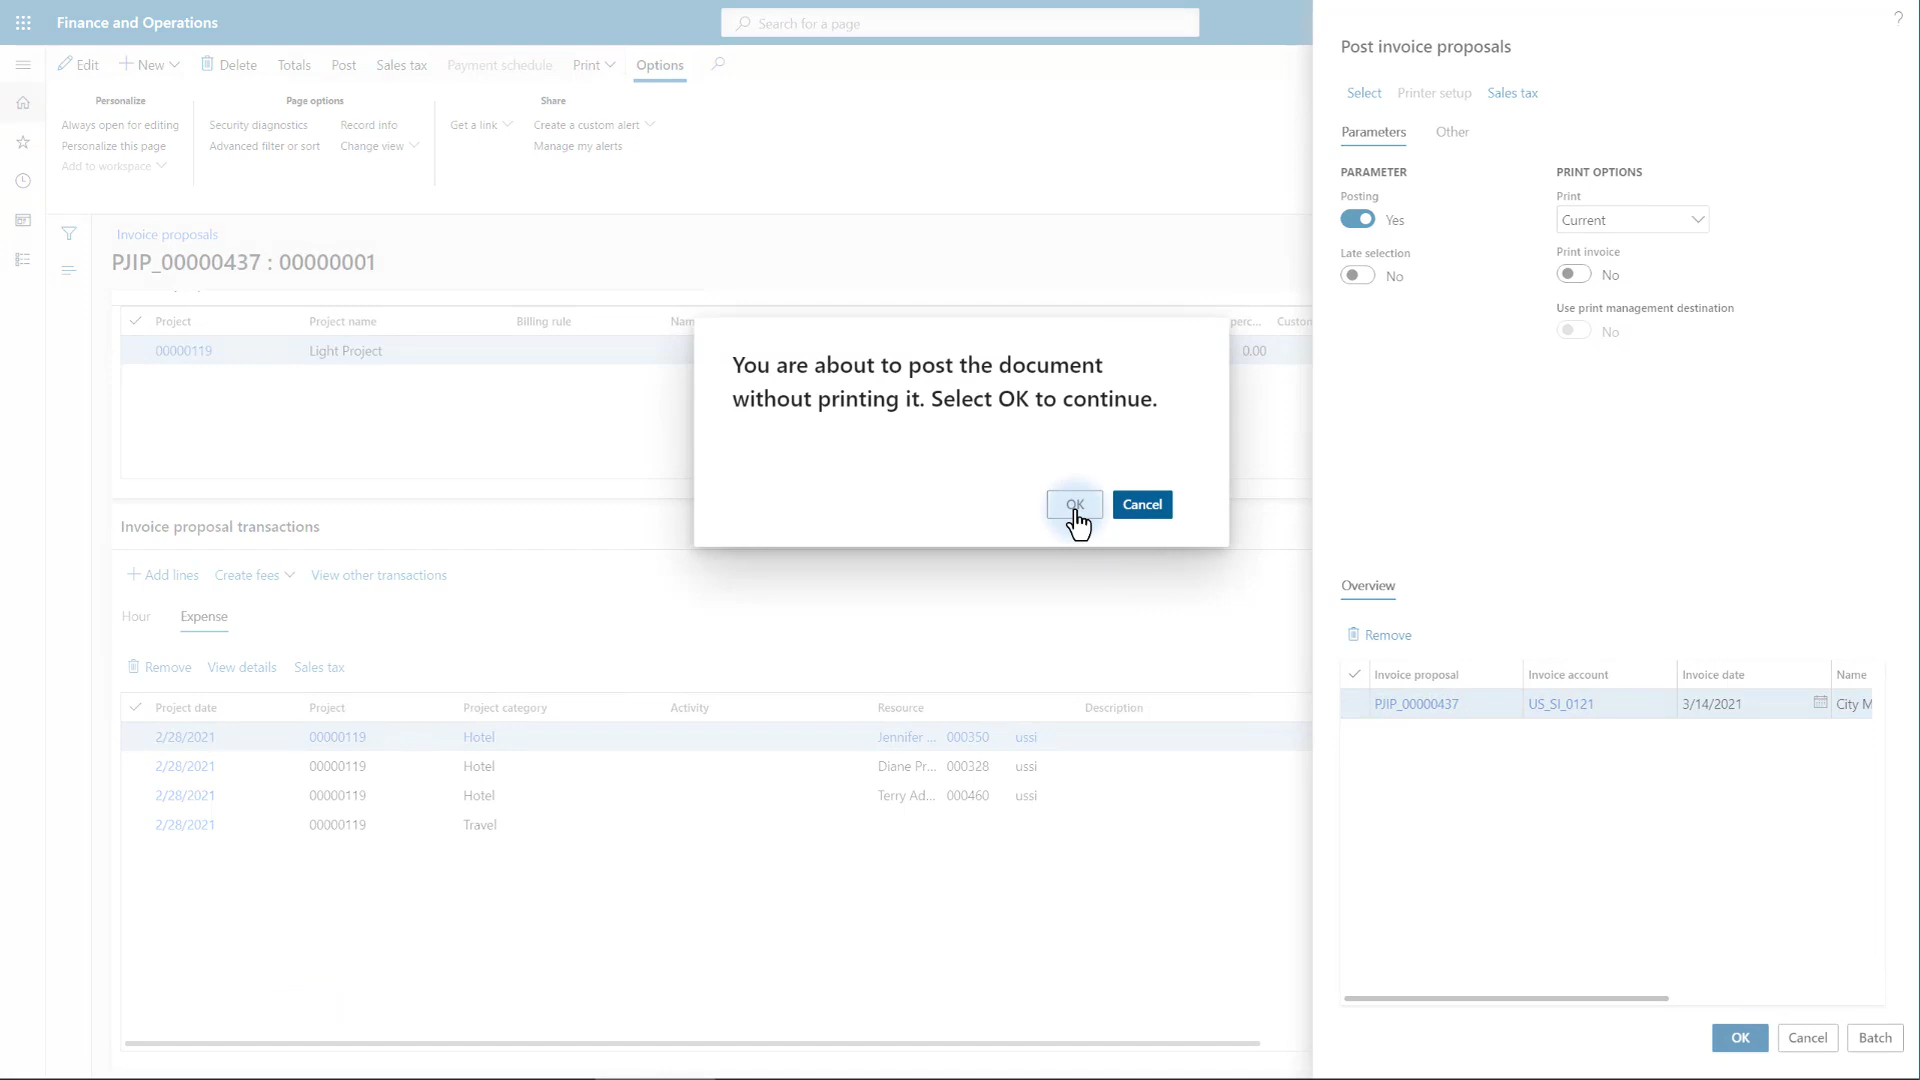 Finance and Operations
Search for a page
?
Edit
New
Delete
Totals
Post
Sales tax
Payment schedule
Print
Options
Personalize
Always open for editing
Personalize this page
Add to workspace
Page options
Security diagnostics
Advanced filter or sort
Record info
Change view
Share
Get a link
Create a custom alert
Manage my alerts
Invoice proposals
PJIP_00000437 : 00000001
Project Project name Billing rule Nam perc... Custon
00000119 Light Project 0.00
You are about to post the document
without printing it. Select OK to continue.
OK
Cancel
Invoice proposal transactions
Add lines
Create fees
View other transactions
Hour
Expense
Remove
View details
Sales tax
Project date Project Project category Activity Resource Description
2/28/2021 00000119 Hotel Jennifer ... 000350 ussi
2/28/2021 00000119 Hotel Diane Pr... 000328 ussi
2/28/2021 00000119 Hotel Terry Ad... 000460 ussi
2/28/2021 00000119 Travel
Post invoice proposals
Select
Printer setup
Sales tax
Parameters
Other
PARAMETER
Posting
Yes
Late selection
No
PRINT OPTIONS
Print
Current
Print invoice
No
Use print management destination
No
Overview
Remove
Invoice proposal Invoice account Invoice date Name
PJIP_00000437 US_SI_0121 3/14/2021 City M
OK
Cancel
Batch